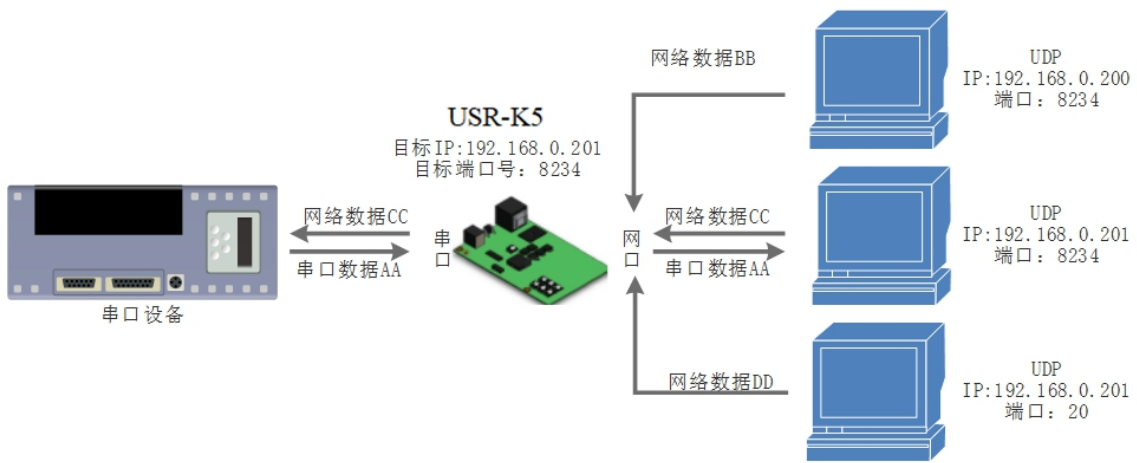 网络数据BB
UDP
IP:192.168.0.200
端口：8234
USR-K5
目标IP:192.168.0.201
目标端口号：8234
网络数据CC
串口数据AA
串口
网口
网络数据CC
串口数据AA
UDP
IP:192.168.0.201
端口：8234
串口设备
网络数据DD
UDP
IP:192.168.0.201
端口：20